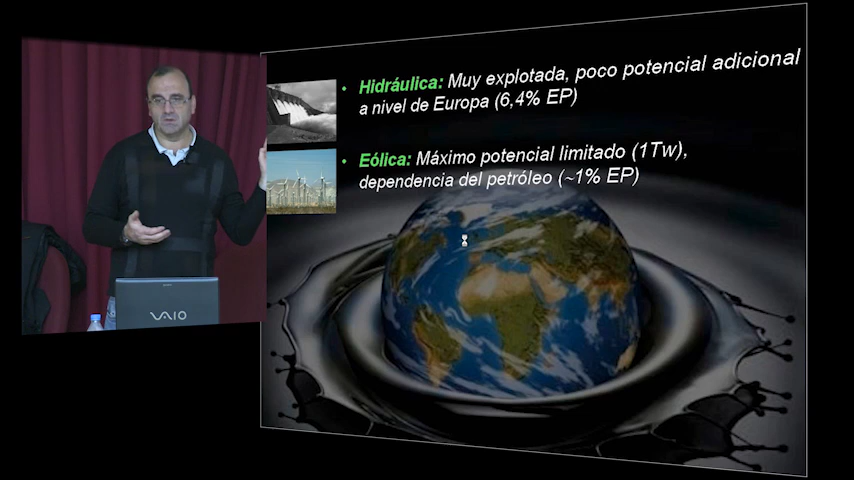 Hidráulica: Muy explotada, poco potencial adicional
a nivel de Europa (6,4% EP)
Eólica: Máximo potencial limitado (1Tw),
dependencia del petróleo (~1% EP)
VAIO